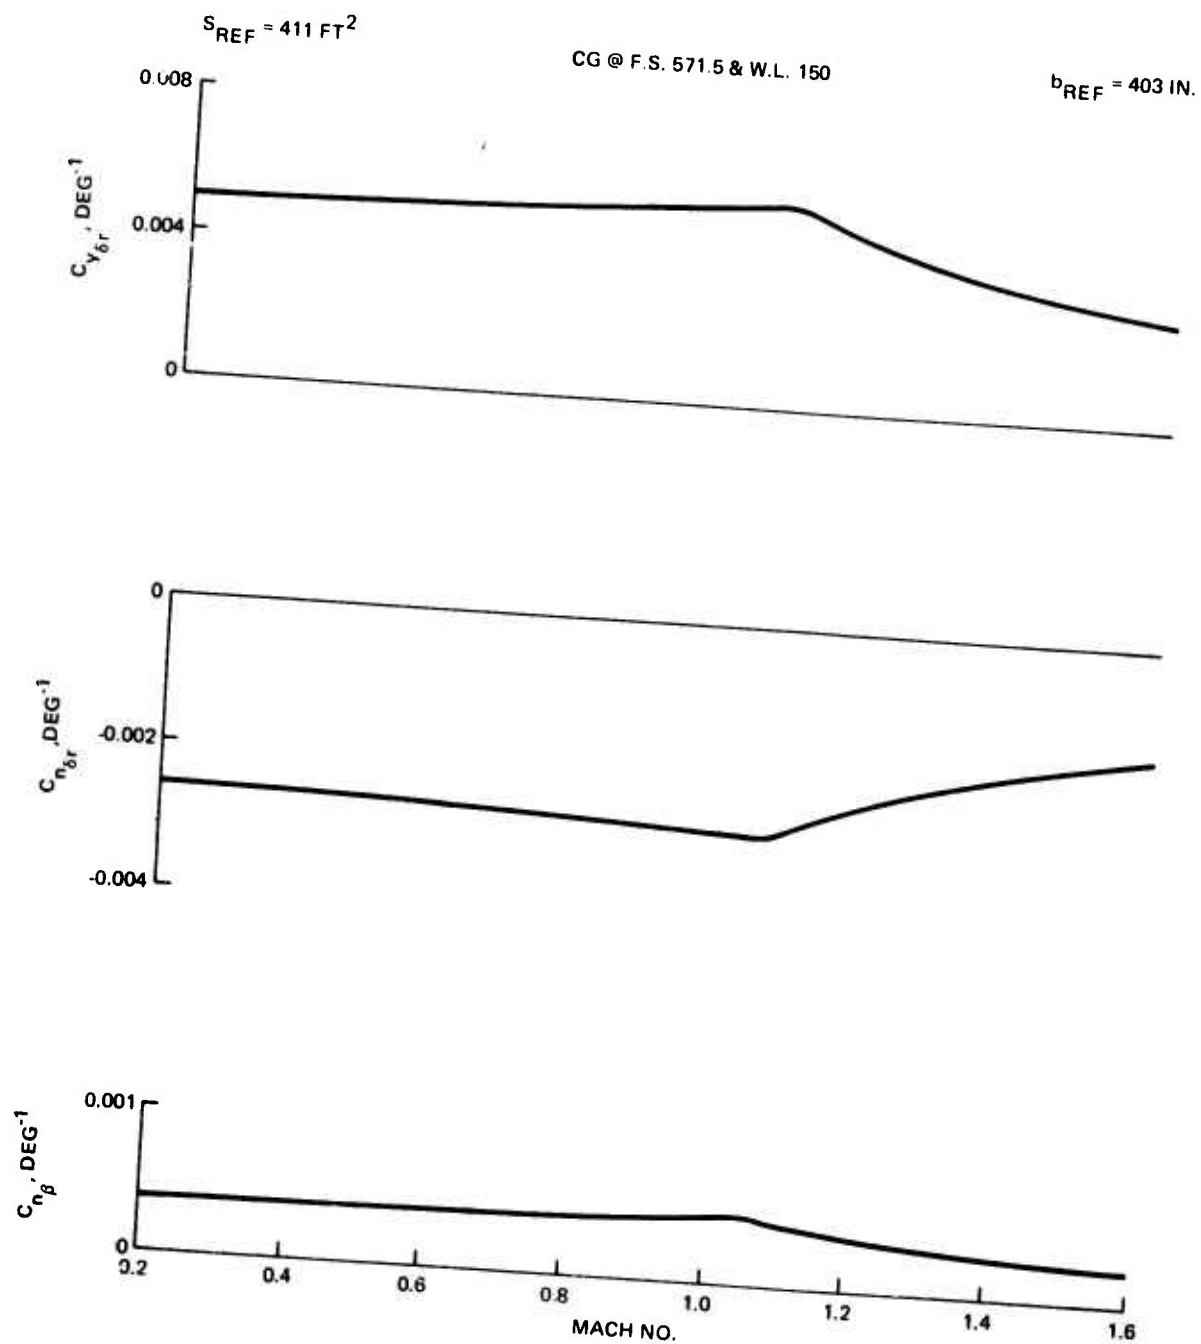 S_REF = 411 FT²
CG @ F.S. 571.5 & W.L. 150
b_REF = 403 IN.
0.008
0.004
0
C_yδr, DEG⁻¹
0
-0.002
-0.004
C_nδr, DEG⁻¹
0.001
0
C_nβ, DEG⁻¹
0.2 0.4 0.6 0.8 1.0 1.2 1.4 1.6
MACH NO.